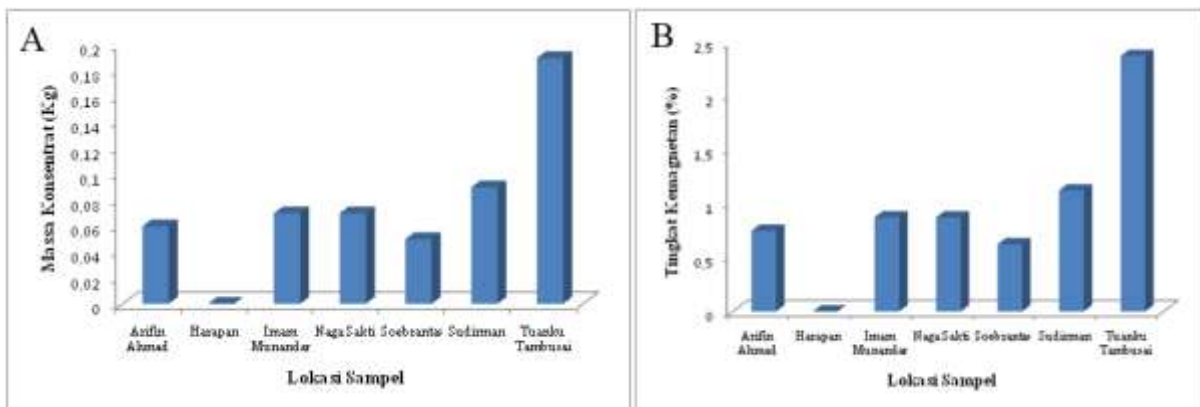 A
Massa Konsentrat (Kg)
0,2
0,18
0,16
0,14
0,12
0,1
0,08
0,06
0,04
0,02
0
Arifin
Ahmad
Harapan
Imam
Munandar
Naga Sakti
Soebrantas
Sudirman
Tuanku
Tambusai
Lokasi Sampel
B
Tingkat Kemagnetan (%)
2,5
2
1,5
1
0,5
0
Arifin
Ahmad
Harapan
Imam
Munandar
Naga Sakti
Soebrantas
Sudirman
Tuanku
Tambusai
Lokasi Sampel